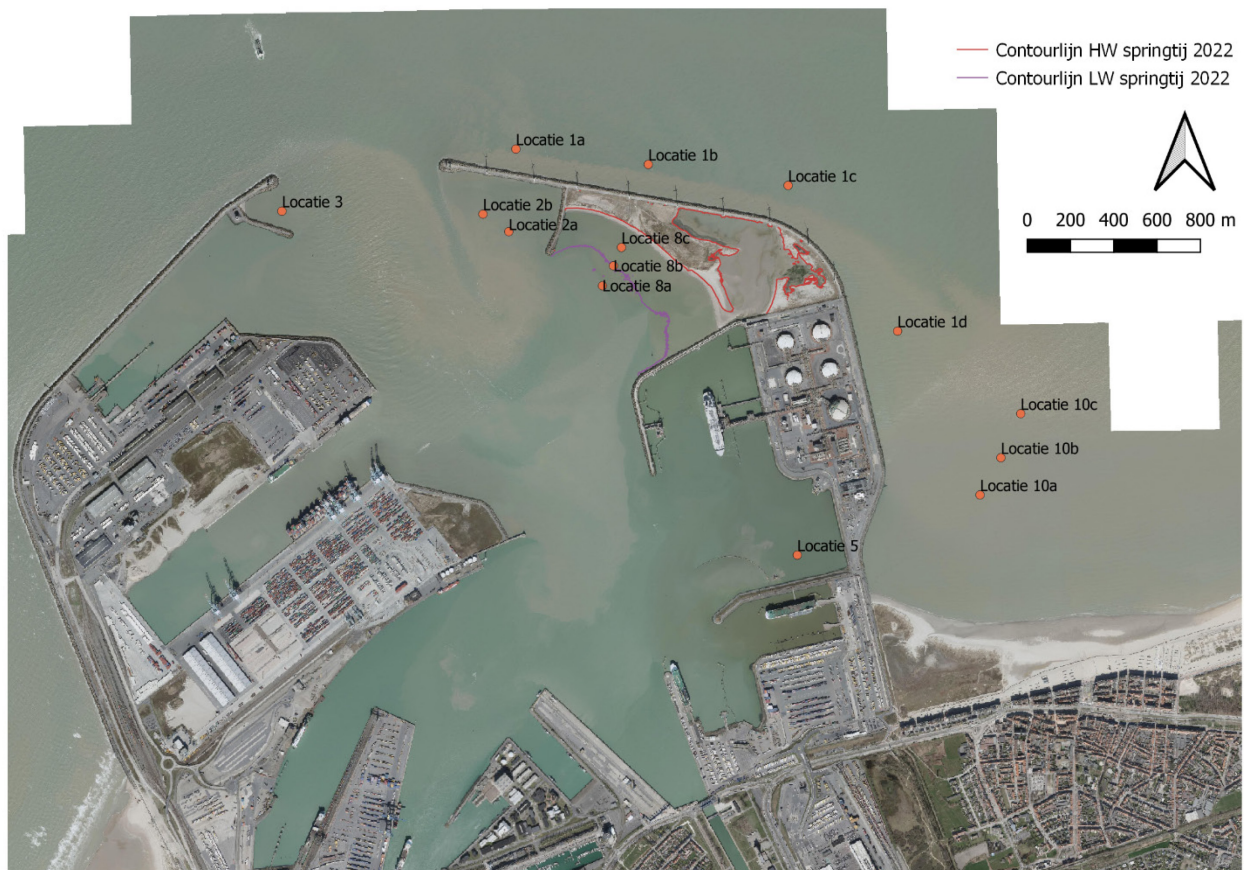 Contourlijn HW springtij 2022
Contourlijn LW springtij 2022
0 200 400 600 800 m
Locatie 1a
Locatie 1b
Locatie 1c
Locatie 3
Locatie 2b
Locatie 2a
Locatie 8c
Locatie 8b
Locatie 8a
Locatie 1d
Locatie 10c
Locatie 10b
Locatie 10a
Locatie 5